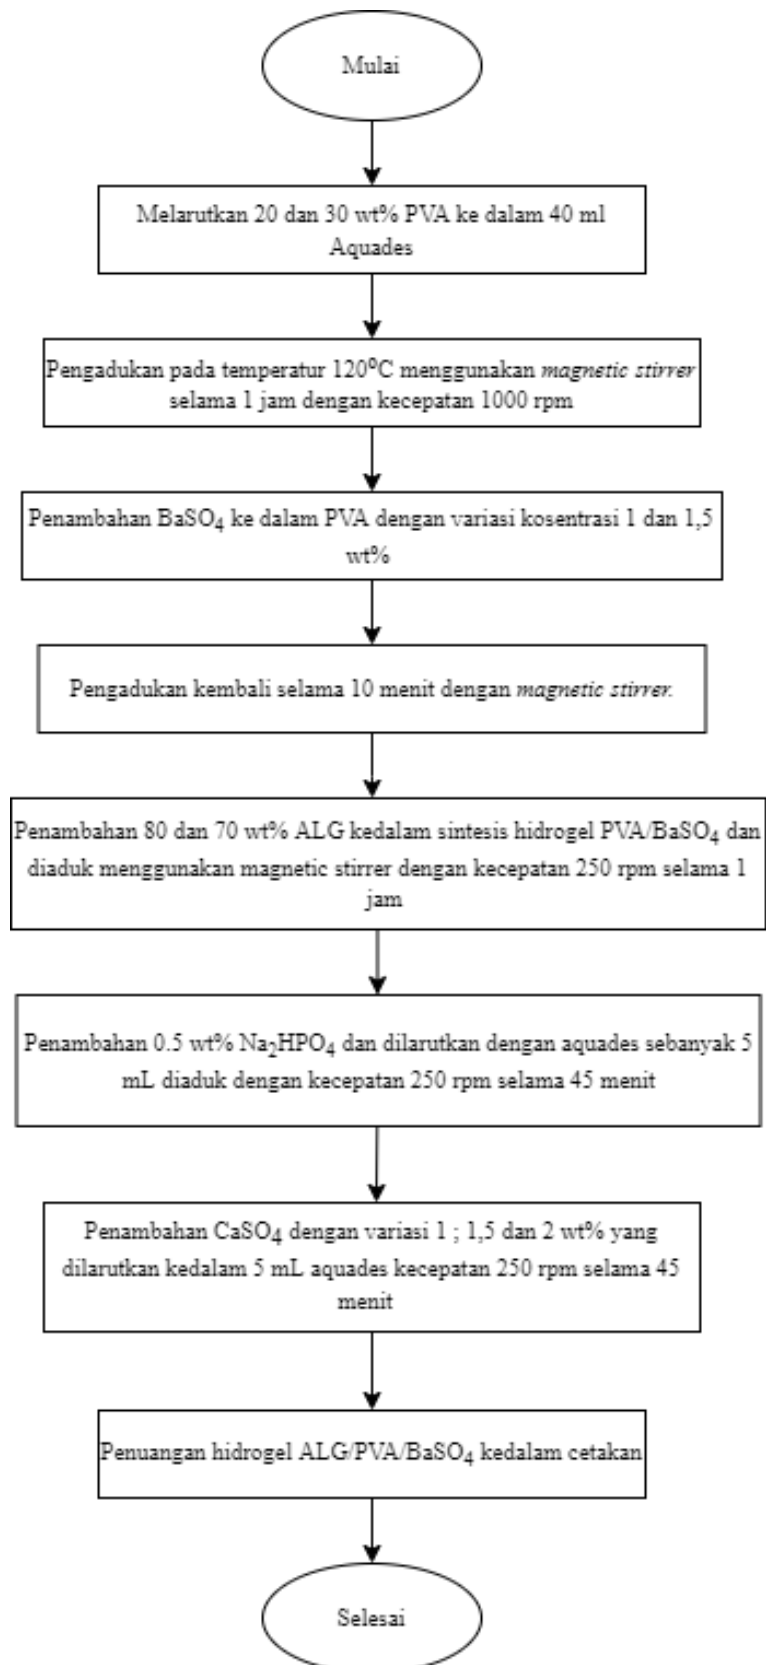 Mulai
Melarutkan 20 dan 30 wt% PVA ke dalam 40 ml
Aquades
Pengadukan pada temperatur 120⁰C menggunakan magnetic stirrer
selama 1 jam dengan kecepatan 1000 rpm
Penambahan BaSO₄ ke dalam PVA dengan variasi kosentrasi 1 dan 1,5
wt%
Pengadukan kembali selama 10 menit dengan magnetic stirrer.
Penambahan 80 dan 70 wt% ALG kedalam sintesis hidrogel PVA/BaSO₄ dan
diaduk menggunakan magnetic stirrer dengan kecepatan 250 rpm selama 1
jam
Penambahan 0.5 wt% Na₂HPO₄ dan dilarutkan dengan aquades sebanyak 5
mL diaduk dengan kecepatan 250 rpm selama 45 menit
Penambahan CaSO₄ dengan variasi 1 ; 1,5 dan 2 wt% yang
dilarutkan kedalam 5 mL aquades kecepatan 250 rpm selama 45
menit
Penuangan hidrogel ALG/PVA/BaSO₄ kedalam cetakan
Selesai